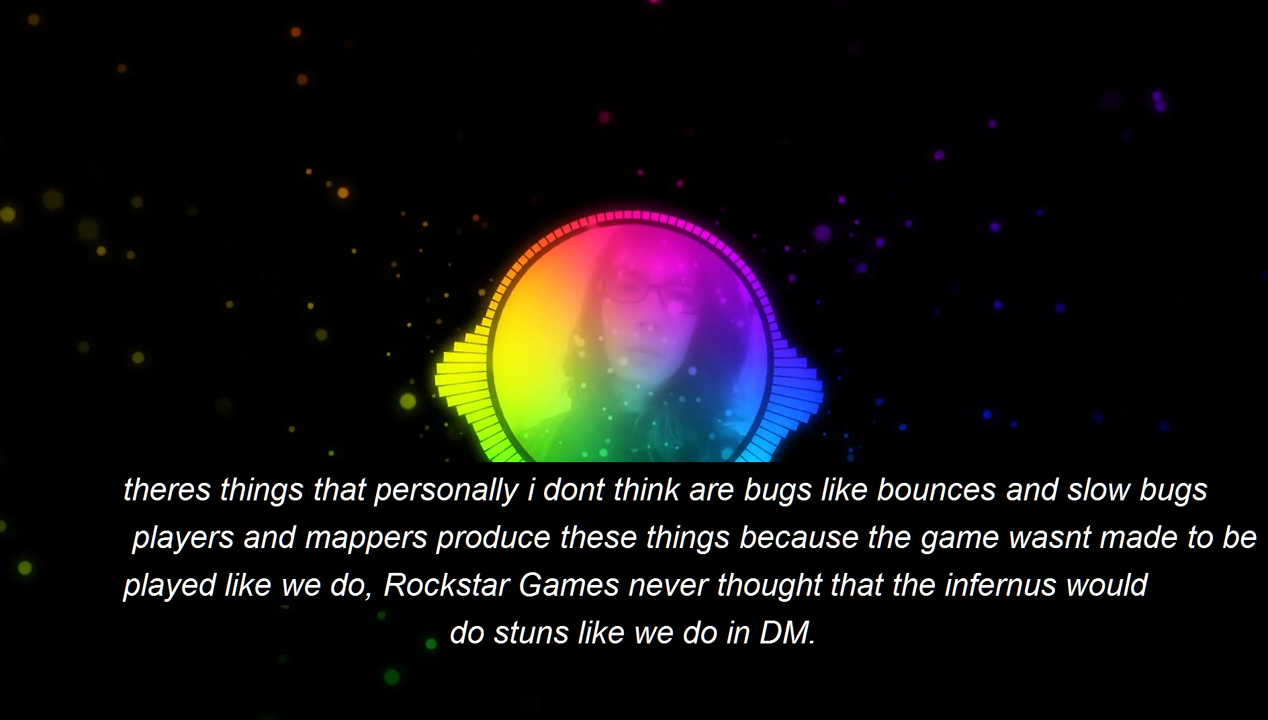 theres things that personally i dont think are bugs like bounces and slow bugs
players and mappers produce these things because the game wasnt made to be
played like we do, Rockstar Games never thought that the infernus would
do stuns like we do in DM.